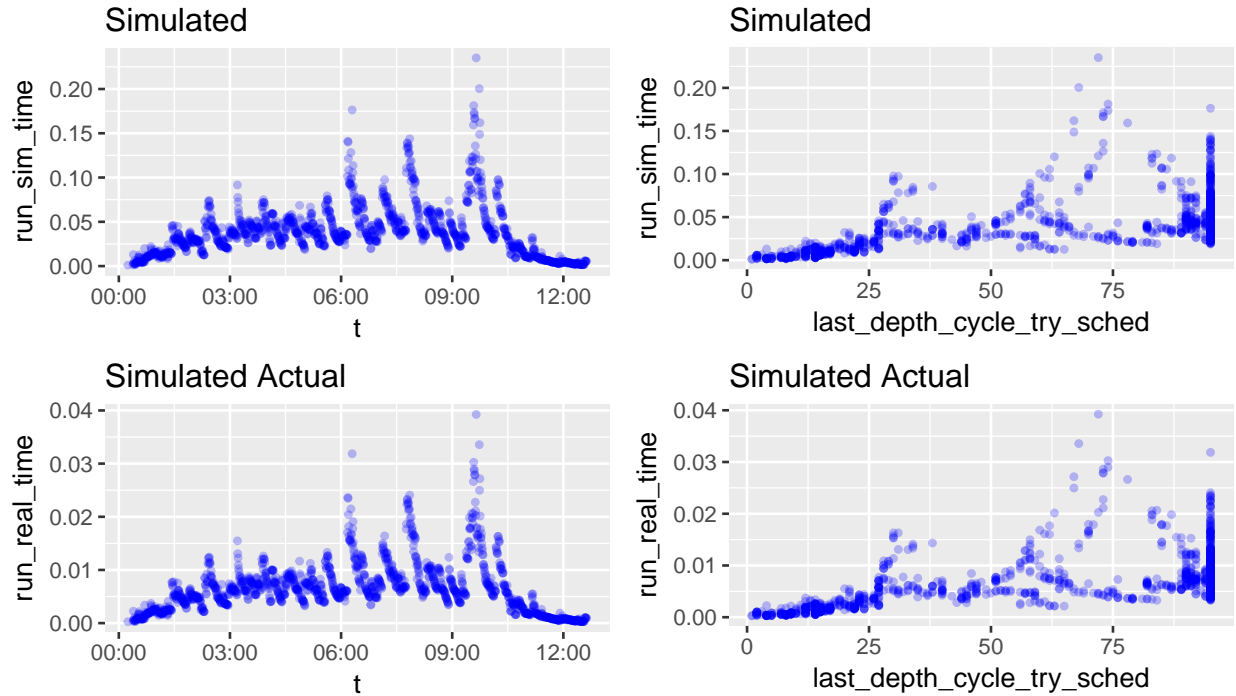 Simulated
run_sim_time
0.20
0.15
0.10
0.05
0.00
00:00 03:00 06:00 09:00 12:00
t
Simulated
run_sim_time
0.20
0.15
0.10
0.05
0.00
0 25 50 75
last_depth_cycle_try_sched
Simulated Actual
run_real_time
0.04
0.03
0.02
0.01
0.00
00:00 03:00 06:00 09:00 12:00
t
Simulated Actual
run_real_time
0.04
0.03
0.02
0.01
0.00
0 25 50 75
last_depth_cycle_try_sched